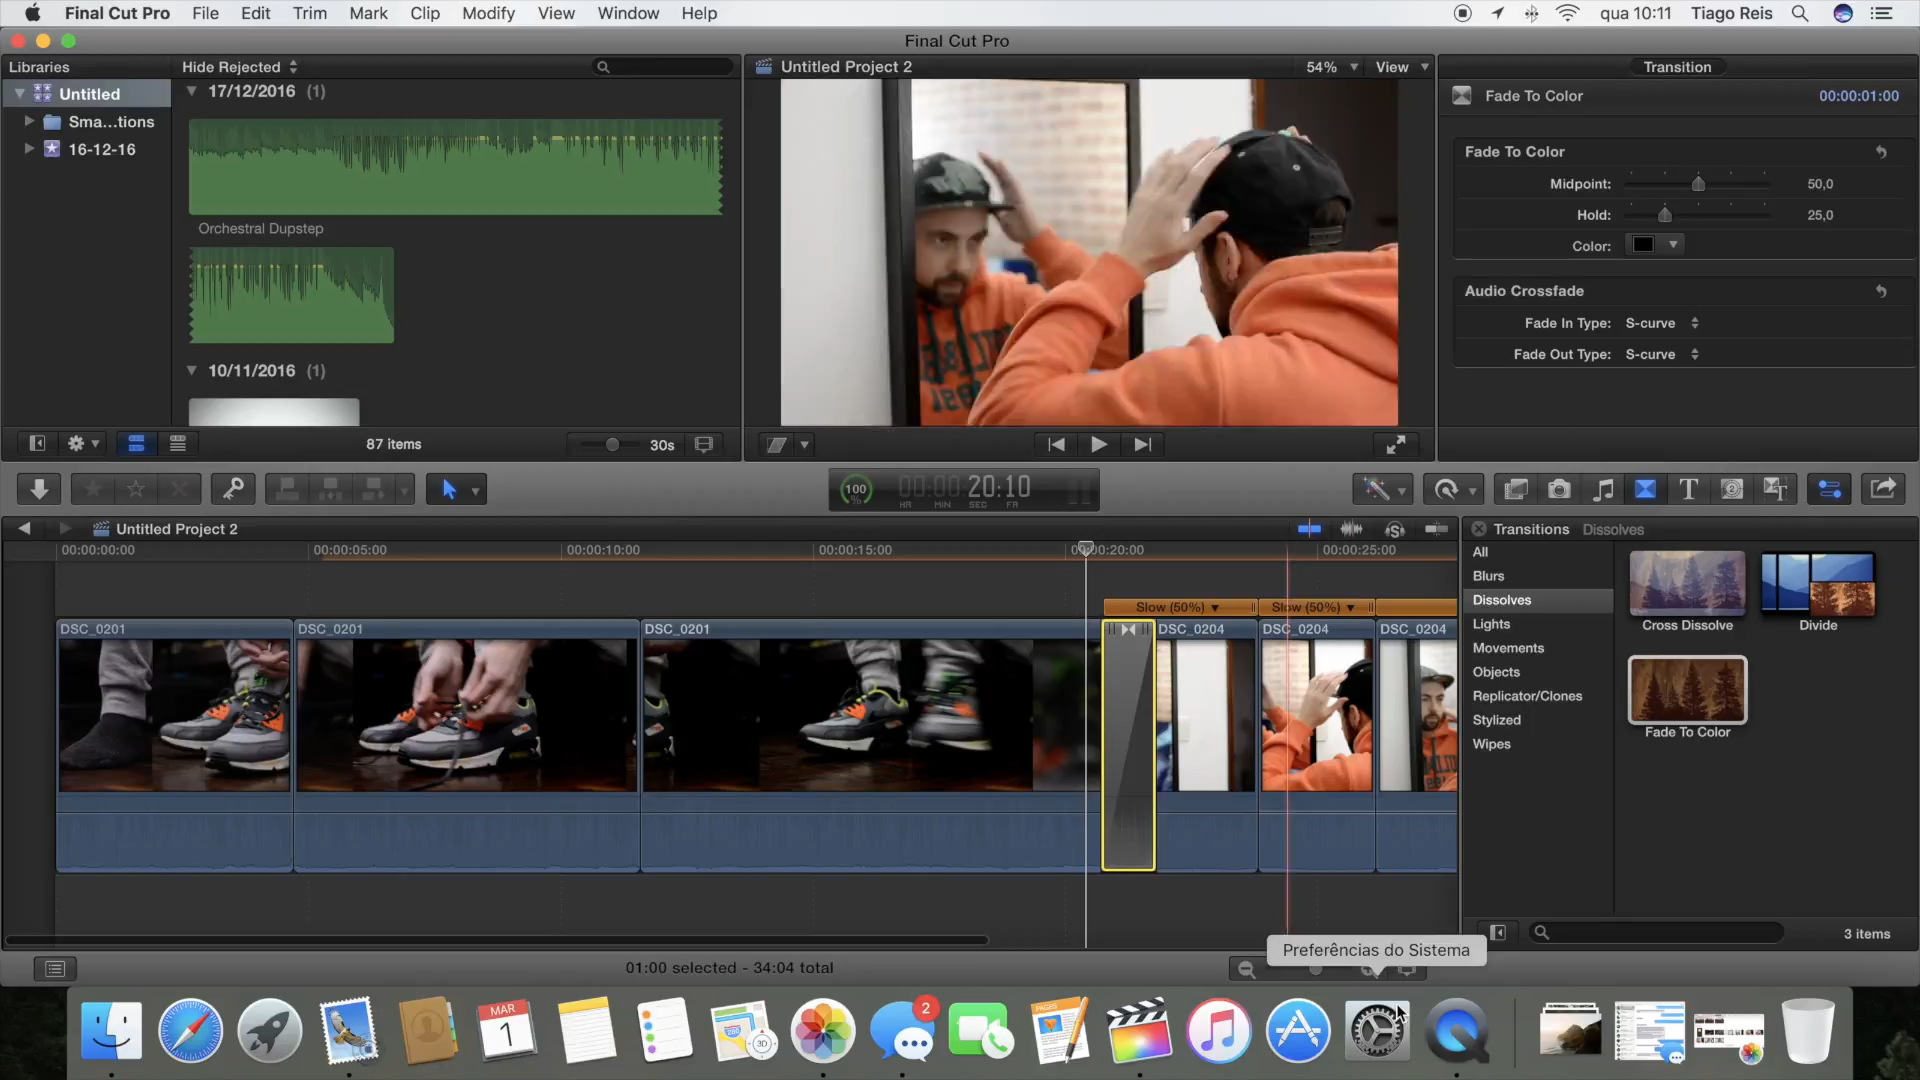 Final Cut Pro File Edit Trim Mark Clip Modify View Window Help qua 10:11 Tiago Reis
Final Cut Pro
Libraries
Hide Rejected
Untitled
Sma...tions
16-12-16
17/12/2016 (1)
Orchestral Dupstep
10/11/2016 (1)
87 items
30s
Untitled Project 2
54%
View
Transition
Fade To Color 00:00:01:00
Fade To Color
Midpoint: 50,0
Hold: 25,0
Color:
Audio Crossfade
Fade In Type: S-curve
Fade Out Type: S-curve
100
%
00:00:20:10
HR MIN SEC FR
Untitled Project 2
00:00:00:00 00:00:05:00 00:00:10:00 00:00:15:00 00:00:20:00 00:00:25:00
Slow (50%) Slow (50%)
DSC_0201 DSC_0201 DSC_0201 DSC_0204 DSC_0204 DSC_0204
Transitions Dissolves
All
Blurs
Dissolves
Lights
Movements
Objects
Replicator/Clones
Stylized
Wipes
Cross Dissolve
Divide
Fade To Color
3 items
01:00 selected - 34:04 total
Preferências do Sistema
MAR
1
280
3D
2
PAGES